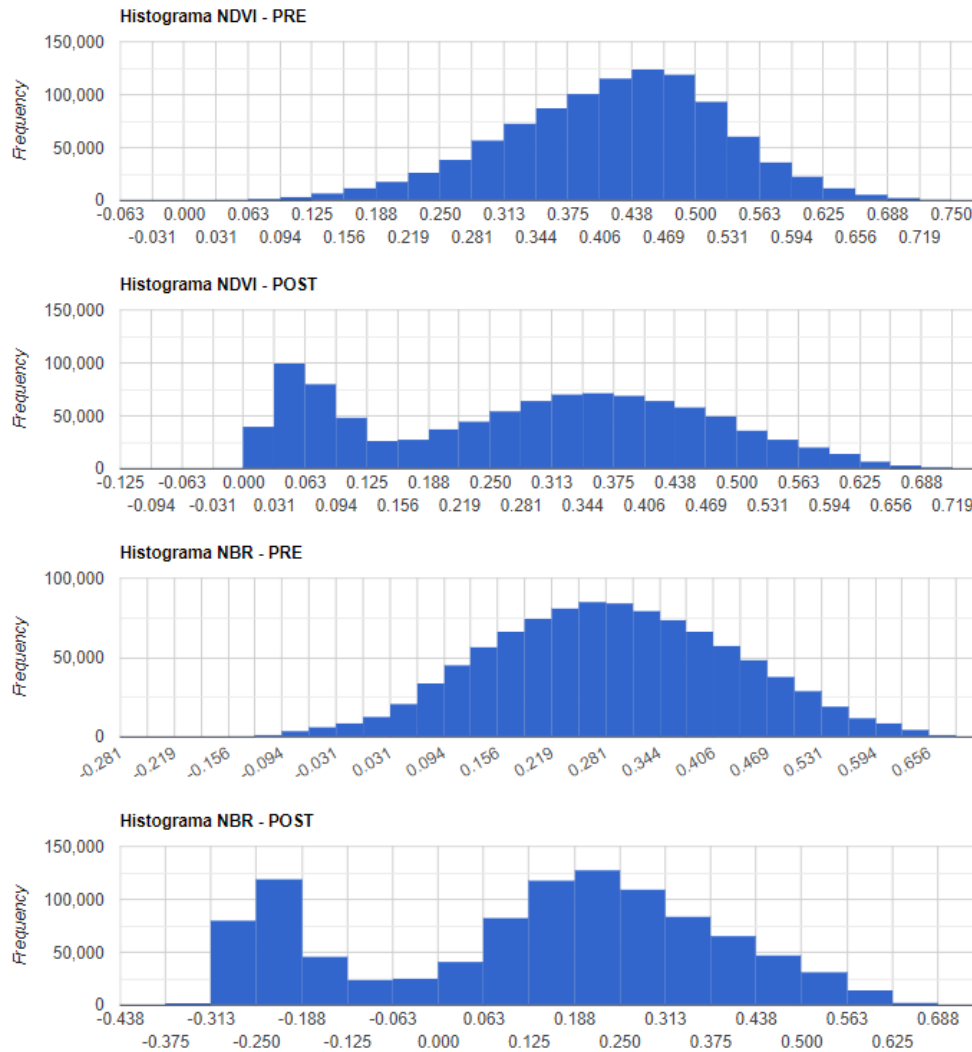 Histograma NDVI - PRE
150,000
100,000
50,000
0
Frequency
-0.063 0.000 0.063 0.125 0.188 0.250 0.313 0.375 0.438 0.500 0.563 0.625 0.688 0.750
-0.031 0.031 0.094 0.156 0.219 0.281 0.344 0.406 0.469 0.531 0.594 0.656 0.719
Histograma NDVI - POST
150,000
100,000
50,000
0
Frequency
-0.125 -0.063 0.000 0.063 0.125 0.188 0.250 0.313 0.375 0.438 0.500 0.563 0.625 0.688
-0.094 -0.031 0.031 0.094 0.156 0.219 0.281 0.344 0.406 0.469 0.531 0.594 0.656 0.719
Histograma NBR - PRE
100,000
50,000
0
Frequency
-0.281 -0.219 -0.156 -0.094 -0.031 0.031 0.094 0.156 0.219 0.281 0.344 0.406 0.469 0.531 0.594 0.656
Histograma NBR - POST
150,000
100,000
50,000
0
Frequency
-0.438 -0.313 -0.188 -0.063 0.063 0.188 0.313 0.438 0.563 0.688
-0.375 -0.250 -0.125 0.000 0.125 0.250 0.375 0.500 0.625